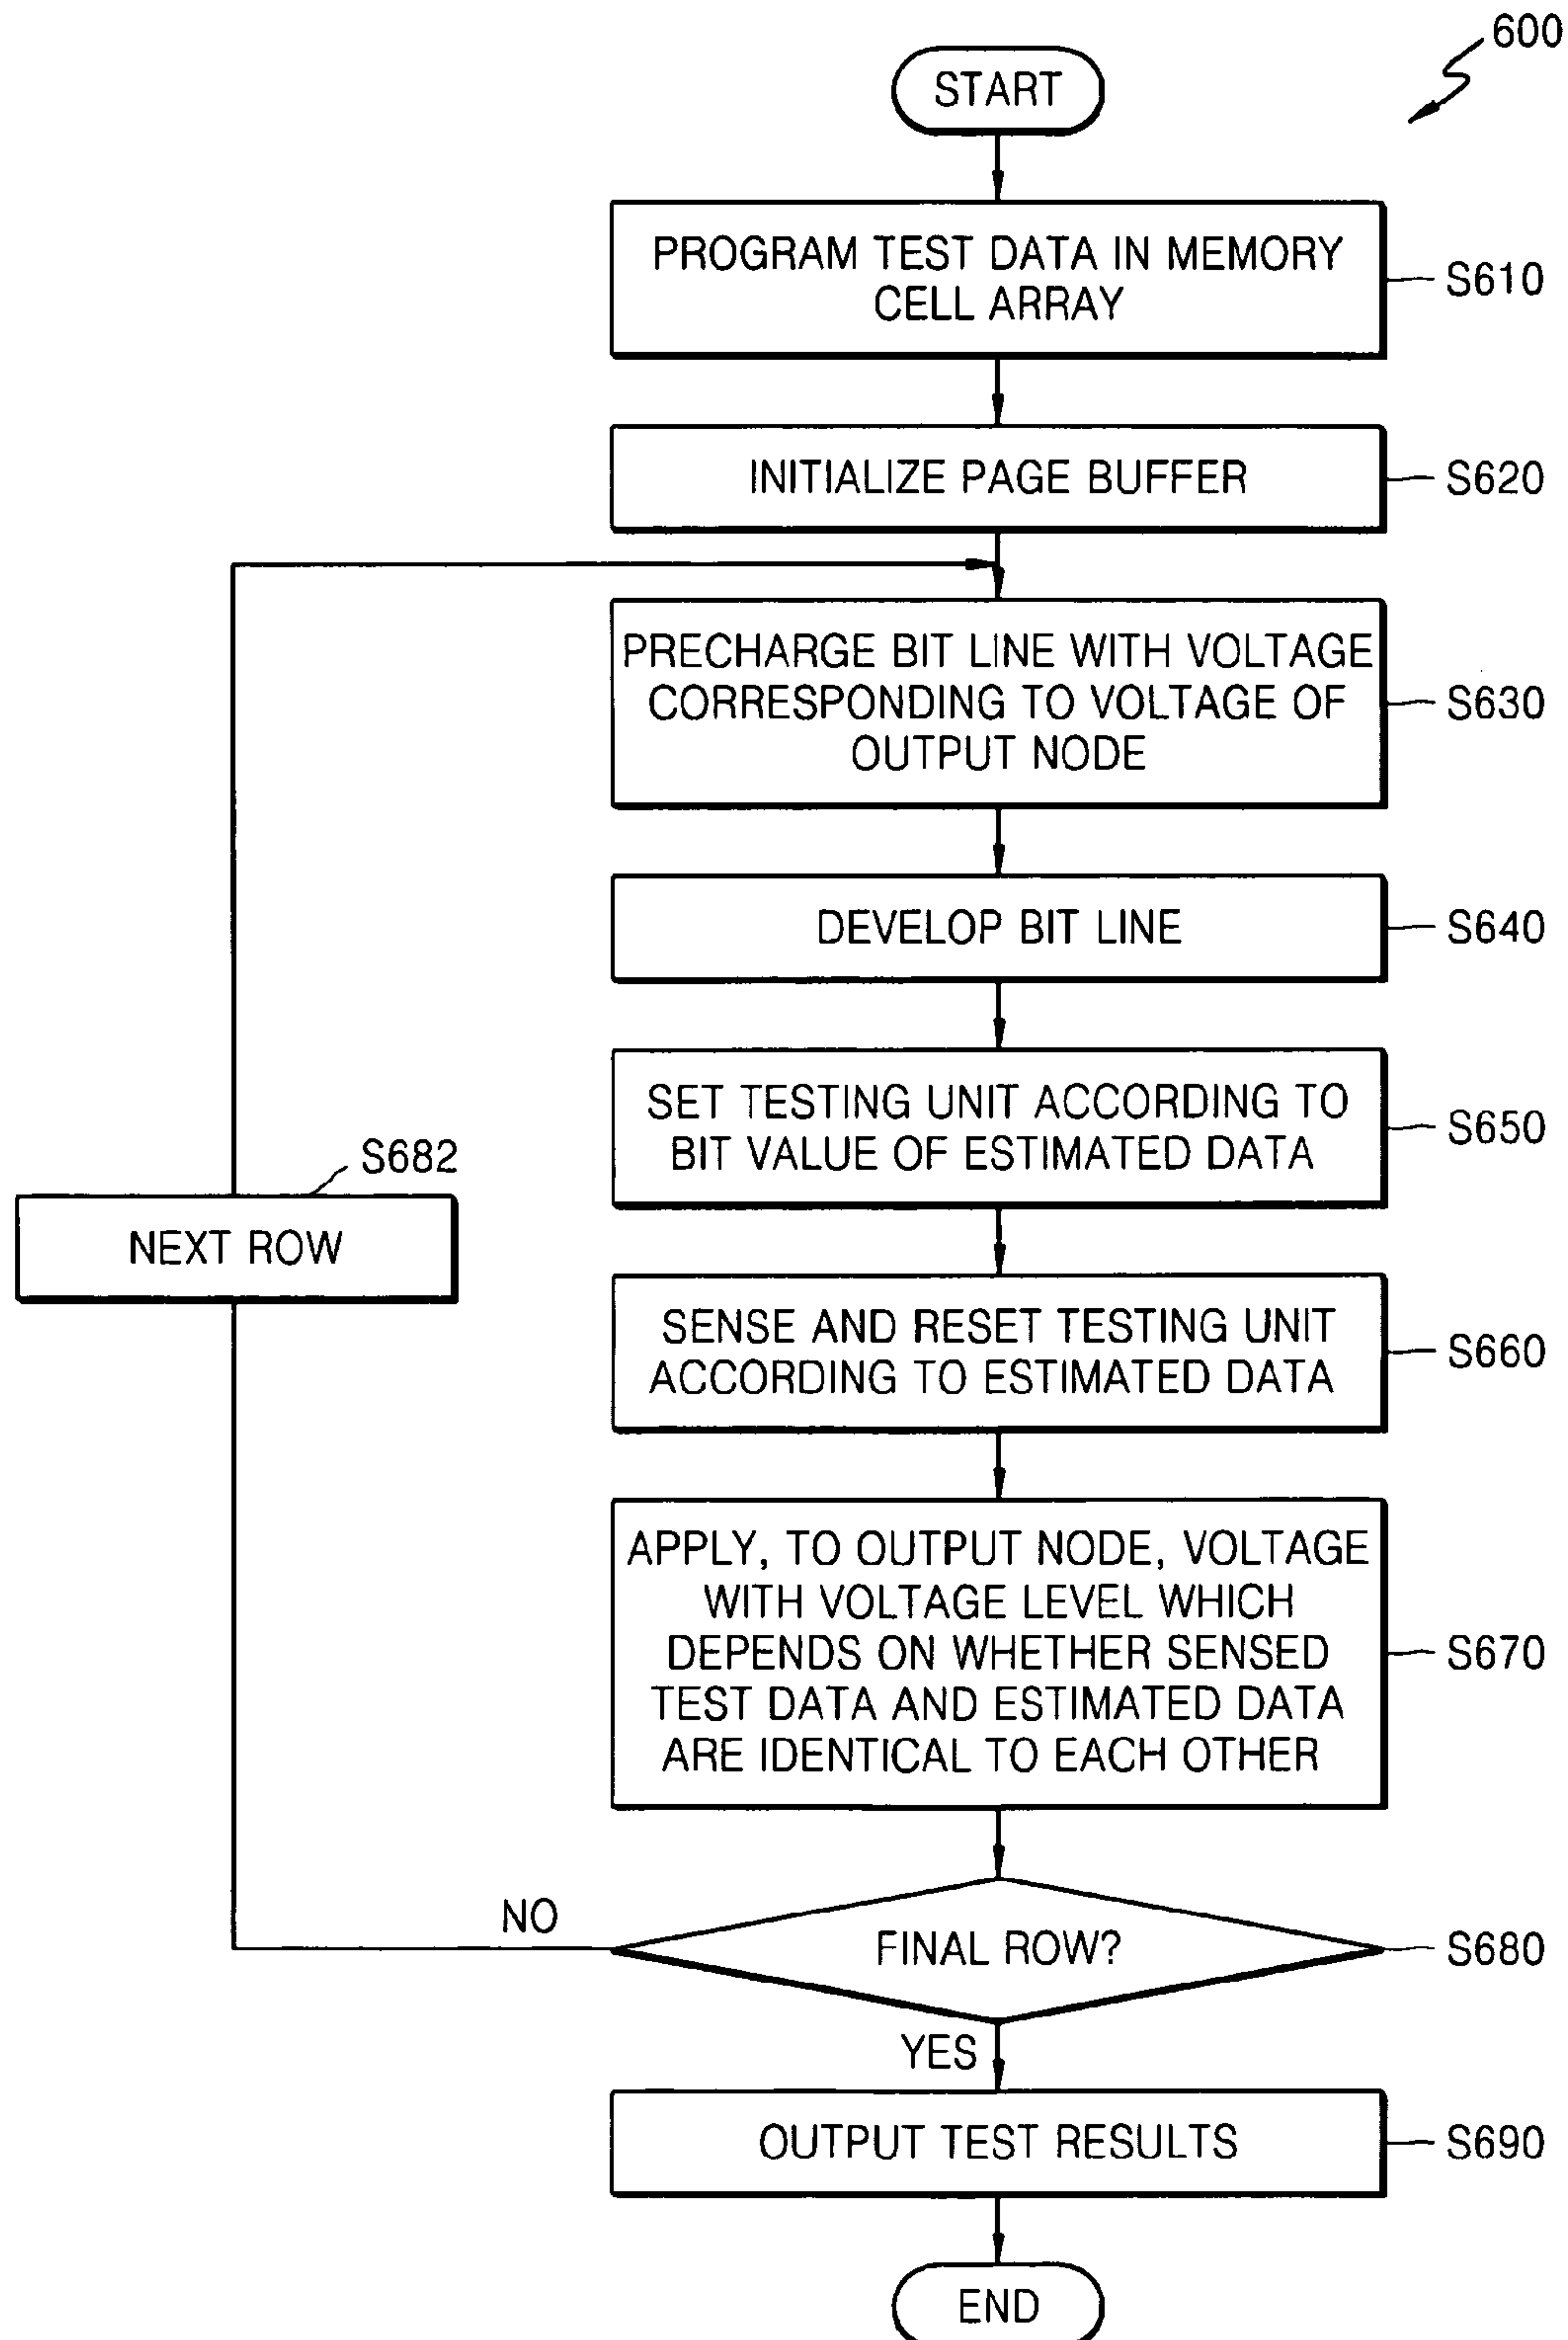 600
START
PROGRAM TEST DATA IN MEMORY
CELL ARRAY
S610
INITIALIZE PAGE BUFFER
S620
PRECHARGE BIT LINE WITH VOLTAGE
CORRESPONDING TO VOLTAGE OF
OUTPUT NODE
S630
DEVELOP BIT LINE
S640
SET TESTING UNIT ACCORDING TO
BIT VALUE OF ESTIMATED DATA
S650
S682
NEXT ROW
SENSE AND RESET TESTING UNIT
ACCORDING TO ESTIMATED DATA
S660
APPLY, TO OUTPUT NODE, VOLTAGE
WITH VOLTAGE LEVEL WHICH
DEPENDS ON WHETHER SENSED
TEST DATA AND ESTIMATED DATA
ARE IDENTICAL TO EACH OTHER
S670
NO
FINAL ROW?
S680
YES
OUTPUT TEST RESULTS
S690
END